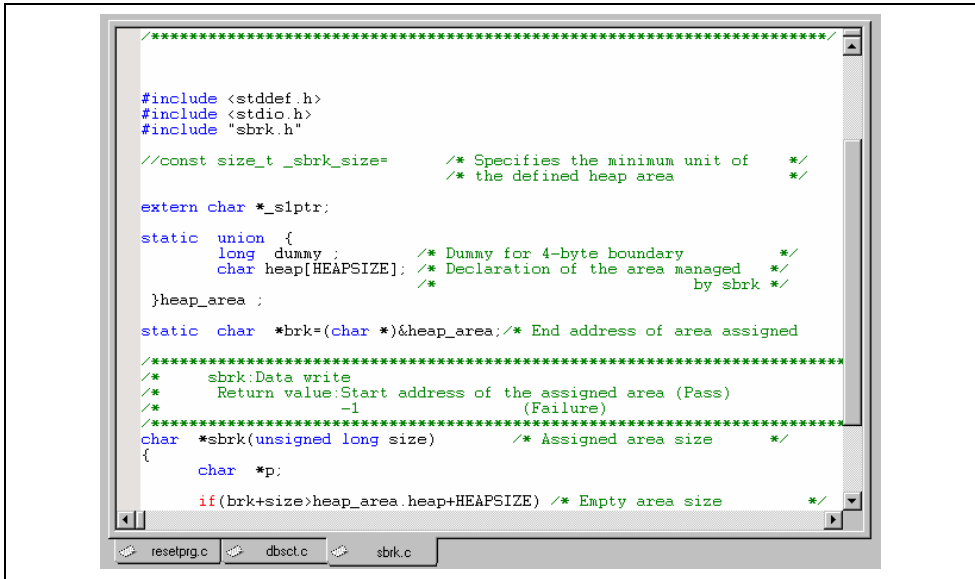 /***********************************************************************/
#include <stddef.h>
#include <stdio.h>
#include "sbrk.h"
//const size_t _sbrk_size=      /* Specifies the minimum unit of     */
                                /* the defined heap area             */
extern char *_s1ptr;
static  union  {
        long  dummy ;        /* Dummy for 4-byte boundary          */
        char heap[HEAPSIZE]; /* Declaration of the area managed   */
                             /*                           by sbrk */
 }heap_area ;
static  char  *brk=(char *)&heap_area;/* End address of area assigned
/*************************************************************************
/*     sbrk:Data write
/*      Return value:Start address of the assigned area (Pass)
/*                   -1                 (Failure)
/*************************************************************************
char  *sbrk(unsigned long size)        /* Assigned area size      */
{
      char  *p;
      if(brk+size>heap_area.heap+HEAPSIZE) /* Empty area size         */
resetprg.c dbsct.c sbrk.c